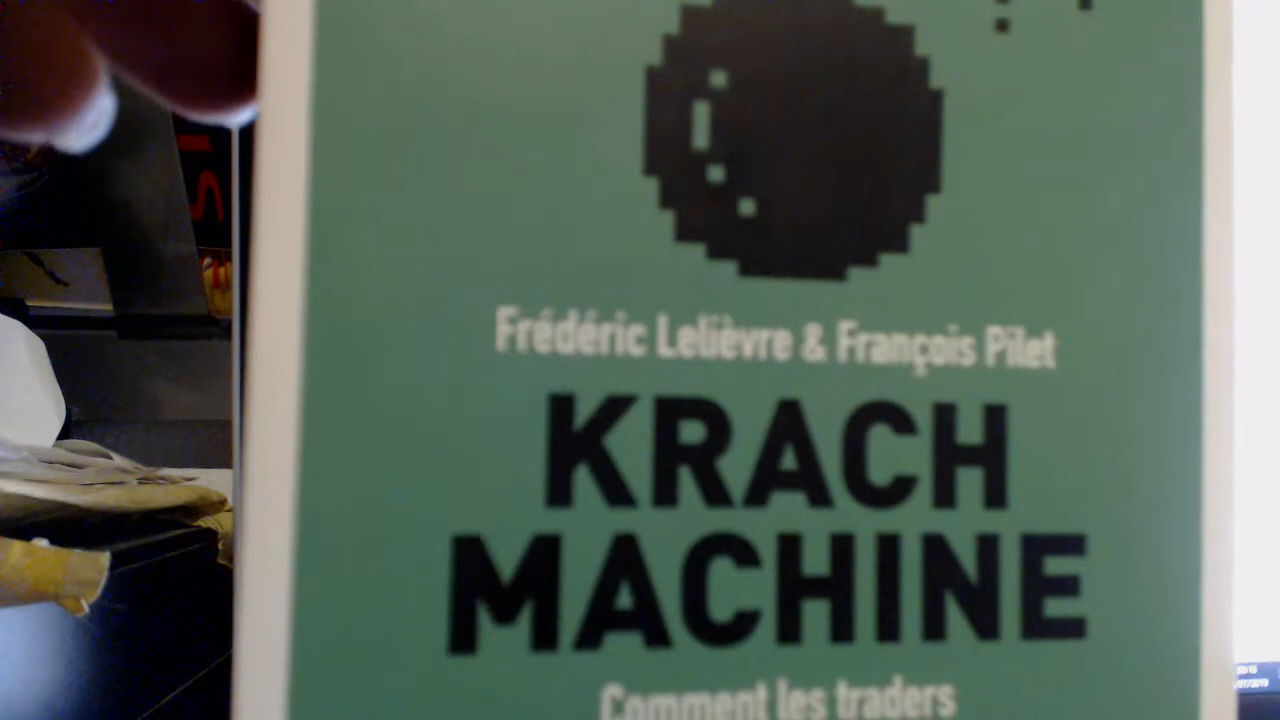 Frédéric Lelièvre & François Pilet
KRACH
MACHINE
Comment les traders